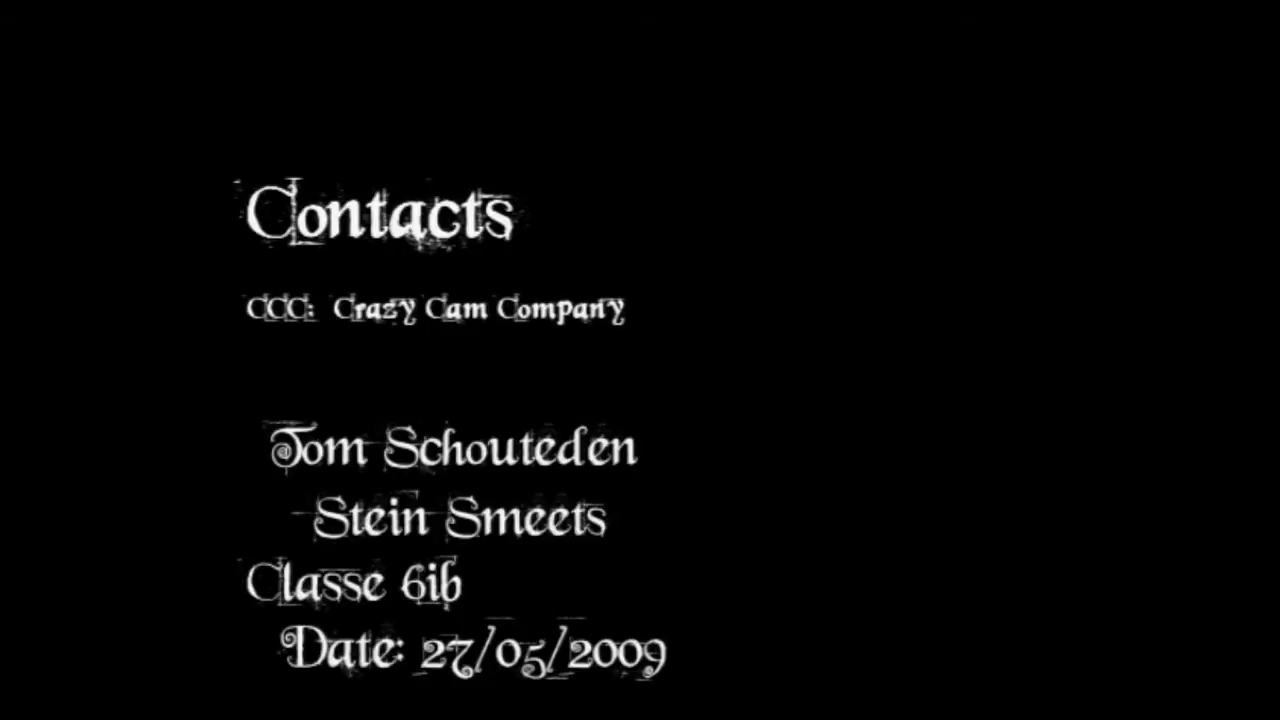 Contacts
CCC: Crazy Cam Company
Tom Schouteden
Stein Smeets
Classe 6ib
Date: 27/05/2009